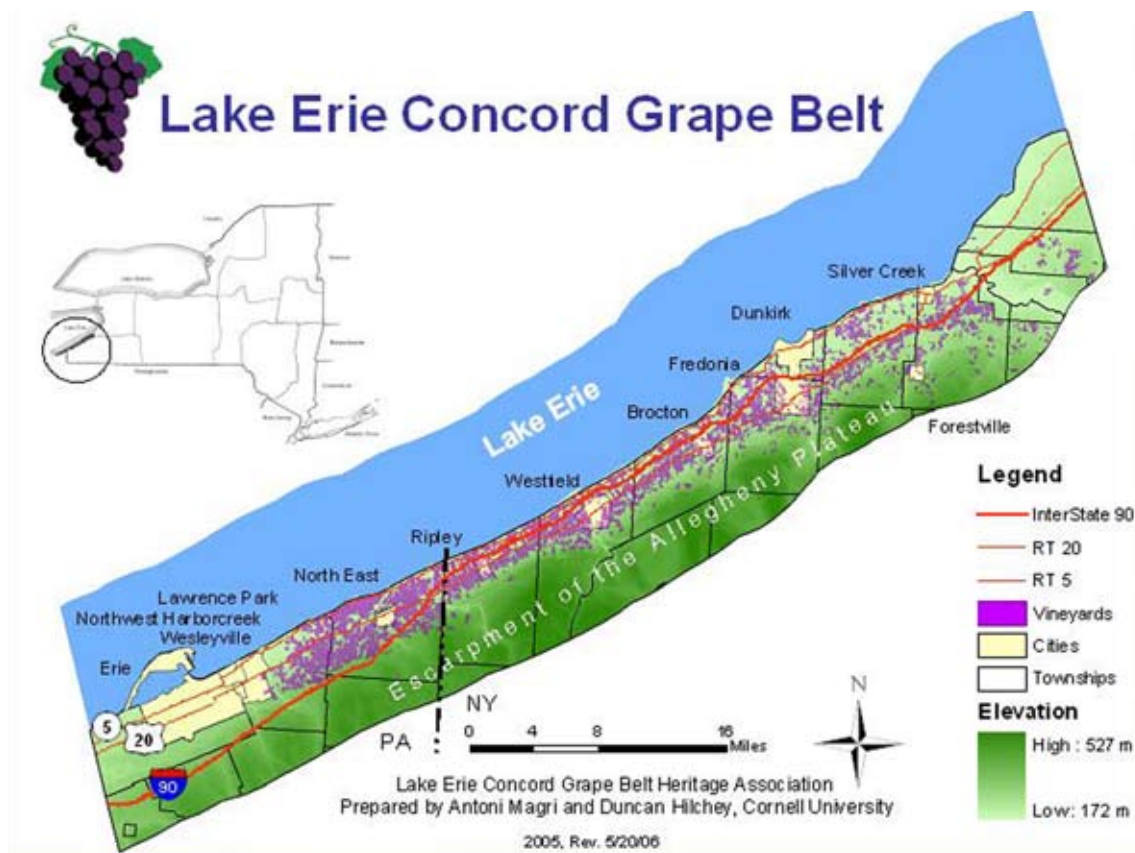 Lake Erie Concord Grape Belt
Silver Creek
Dunkirk
Fredonia
Lake Erie
Brocton
Forestville
Westfield
Escarpment of the Allegheny Plateau
Ripley
North East
Lawrence Park
Northwest Harborcreek
Wesleyville
Erie
5
20
90
NY
PA
0 4 8 16
Miles
N
Legend
InterState 90
RT 20
RT 5
Vineyards
Cities
Townships
Elevation
High : 527 m
Low: 172 m
Lake Erie Concord Grape Belt Heritage Association
Prepared by Antoni Magri and Duncan Hilchey, Cornell University
2005, Rev. 5/20/06